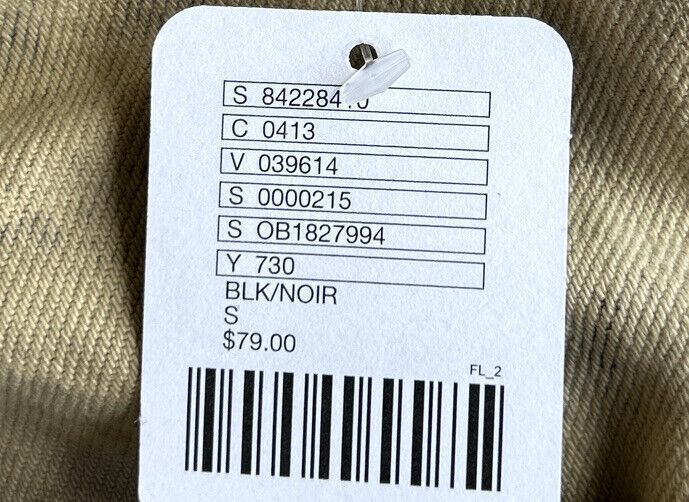 S
C 0413
V 039614
S 0000215
S OB1827994
Y 730
BLK/NOIR
S
$79.00
FL_2